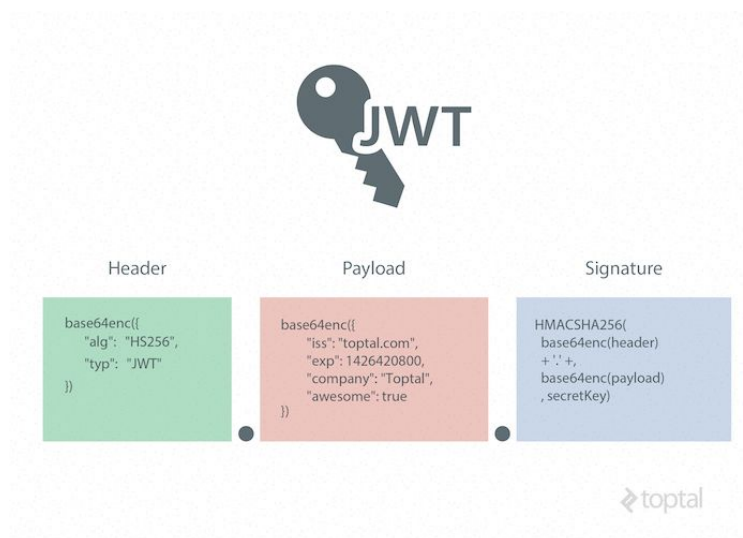 JWT
Header
base64enc({
"alg": "HS256",
"typ": "JWT"
})
Payload
base64enc({
"iss": "toptal.com",
"exp": 1426420800,
"company": "Toptal",
"awesome": true
})
Signature
HMACSHA256(
base64enc(header)
+ '.' +,
base64enc(payload)
, secretKey)
toptal